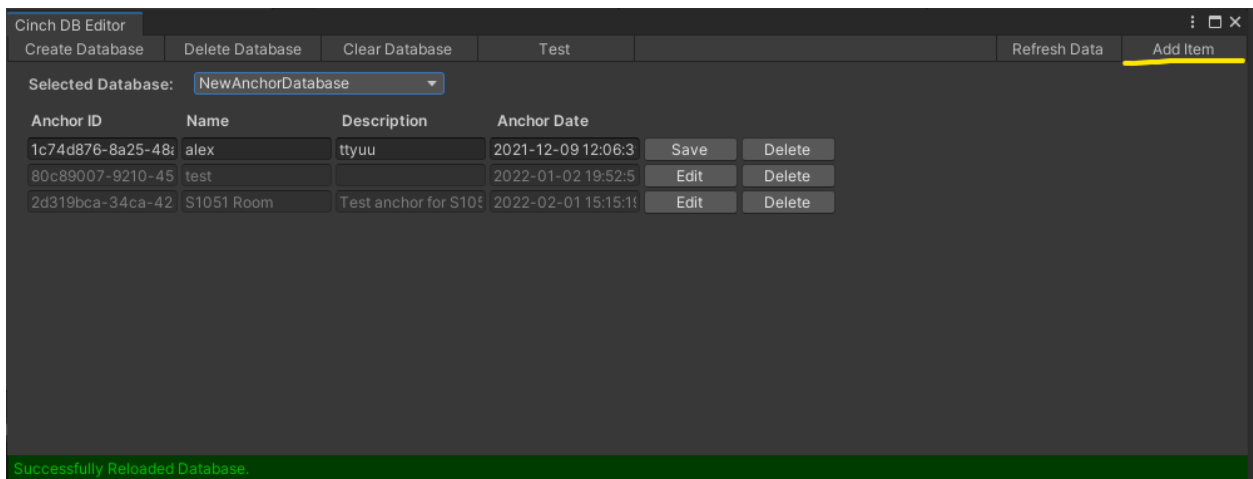 Cinch DB Editor
Create Database Delete Database Clear Database Test Refresh Data Add Item
Selected Database: NewAnchorDatabase
Anchor ID Name Description Anchor Date
1c74d876-8a25-48a alex ttyuu 2021-12-09 12:06:3 Save Delete
80c89007-9210-45 test 2022-01-02 19:52:5 Edit Delete
2d319bca-34ca-42 S1051 Room Test anchor for S105 2022-02-01 15:15:19 Edit Delete
Successfully Reloaded Database.